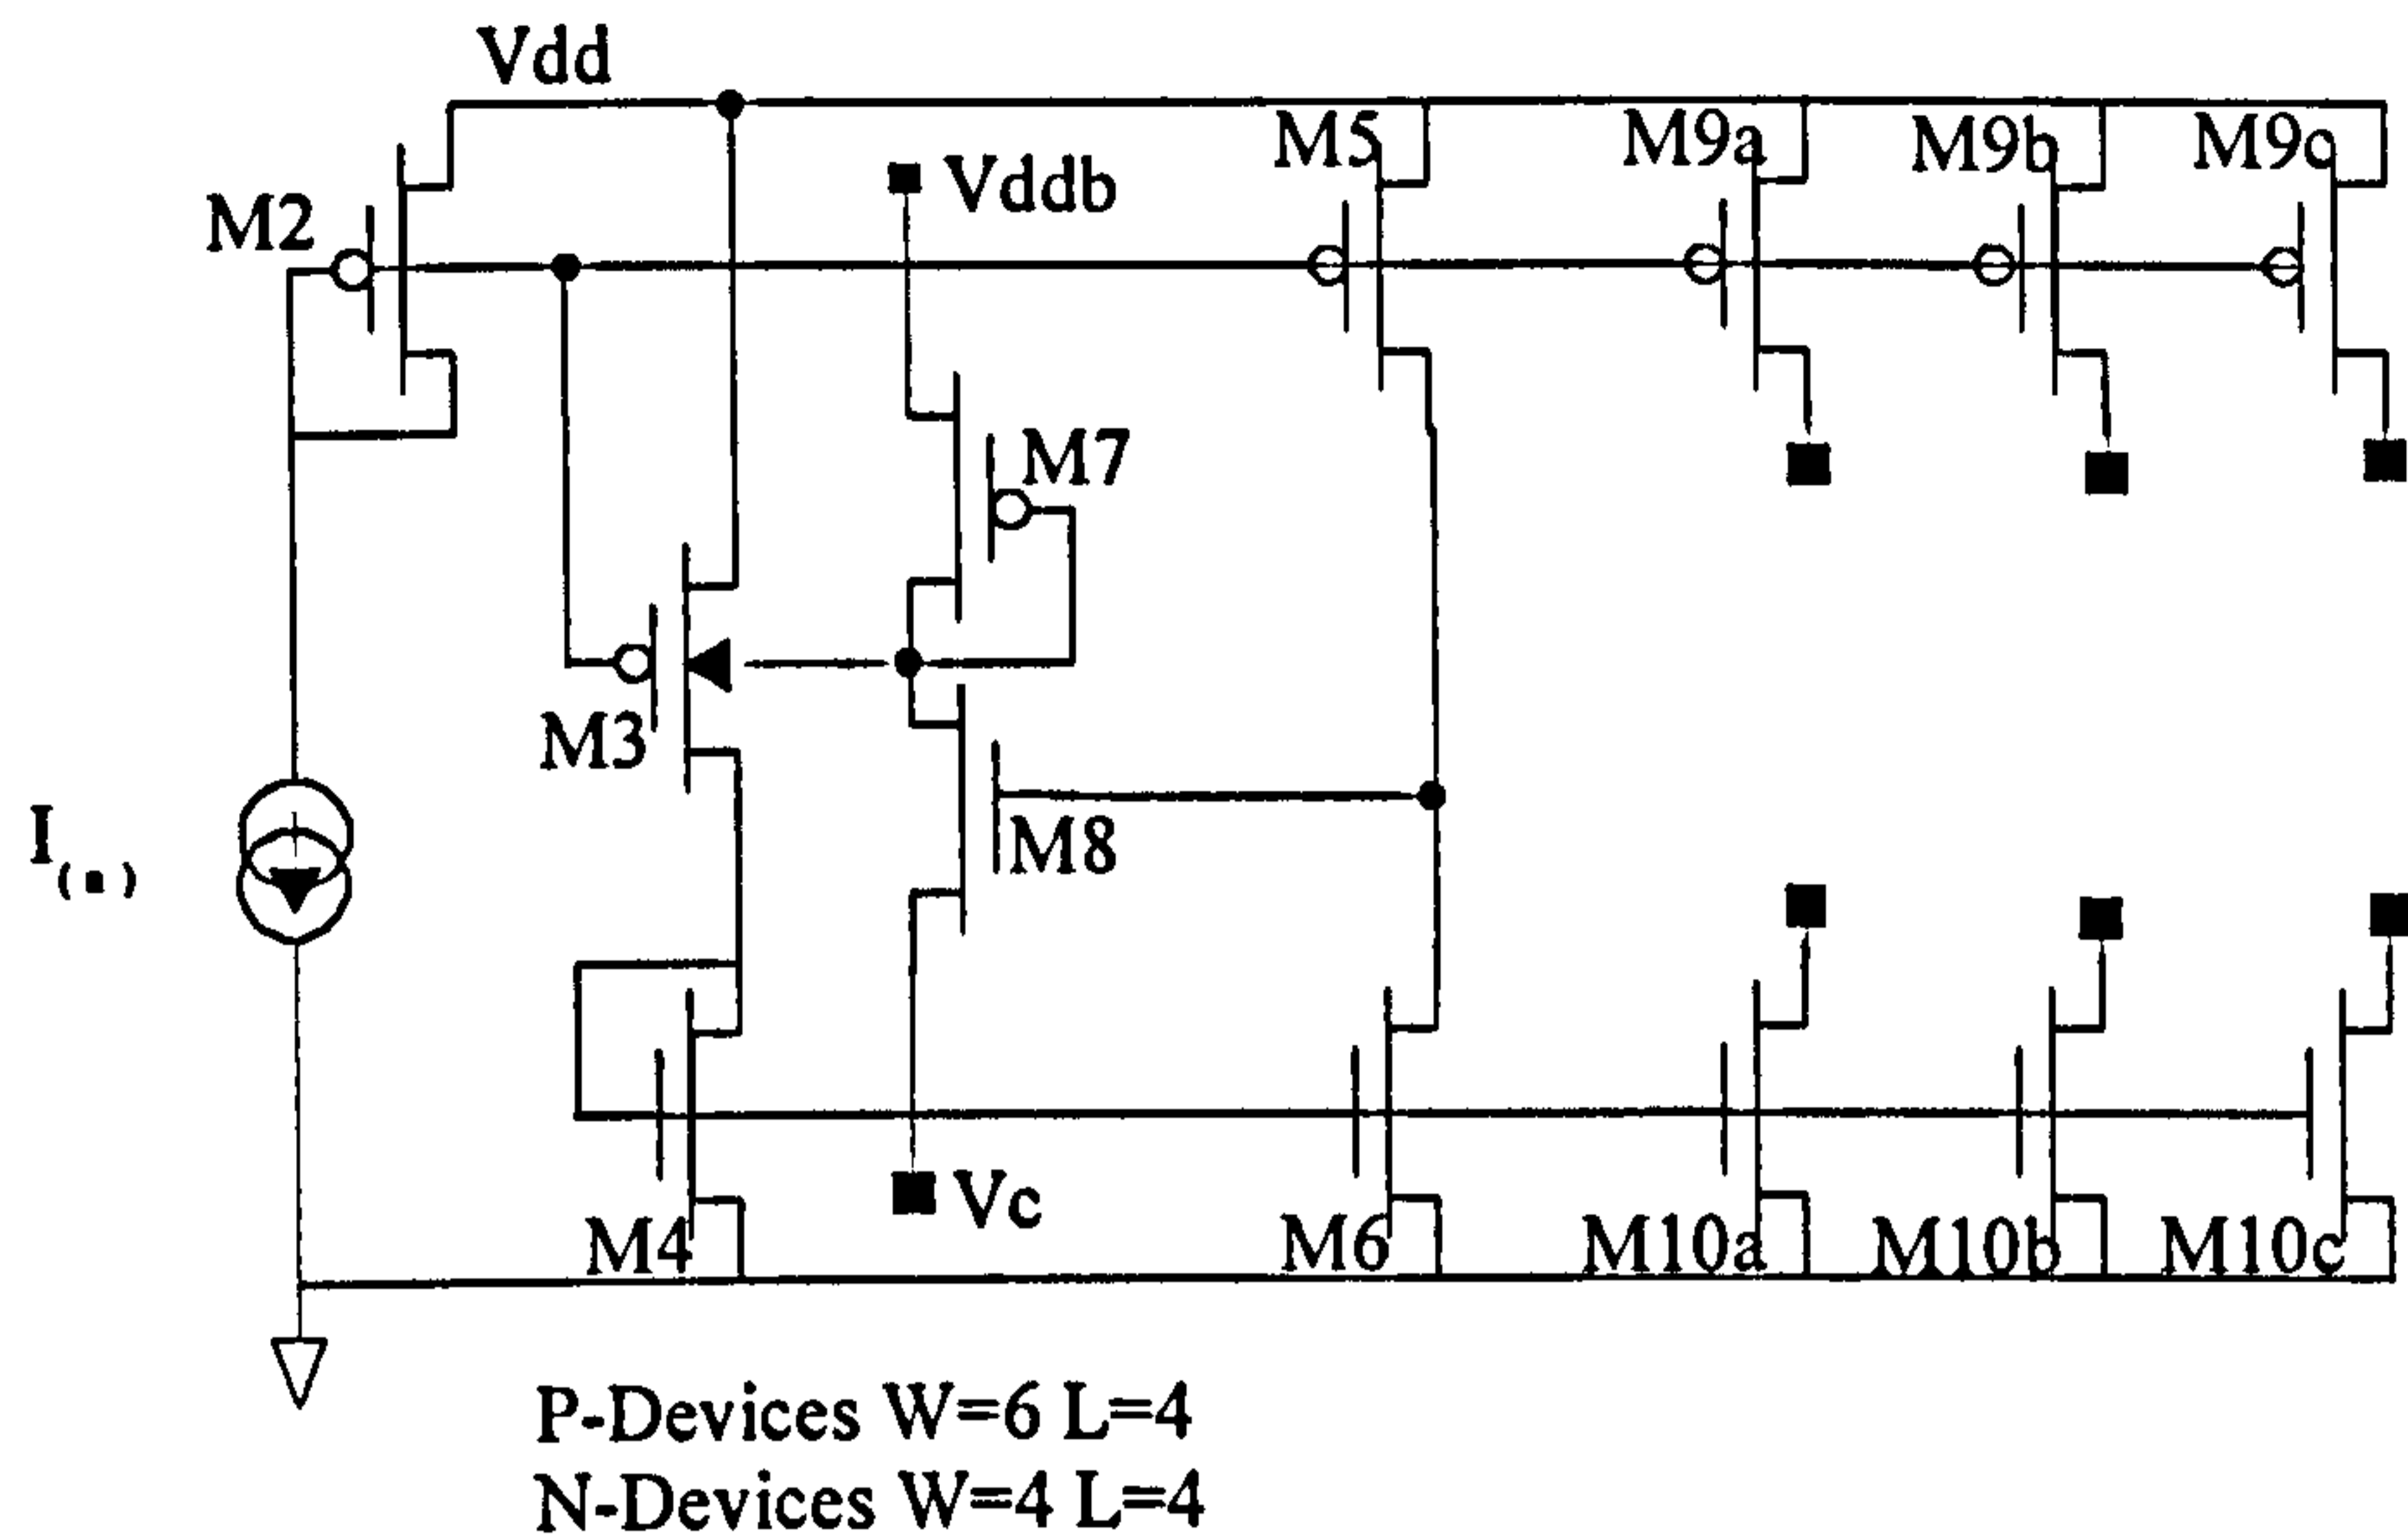 Vdd
M5
M9a
M9b
M9c
M2
Vddb
M7
M3
I
M8
Vc
M4
M6
M10a
M10b
M10c
P-Devices W=6 L=4
N-Devices W=4 L=4